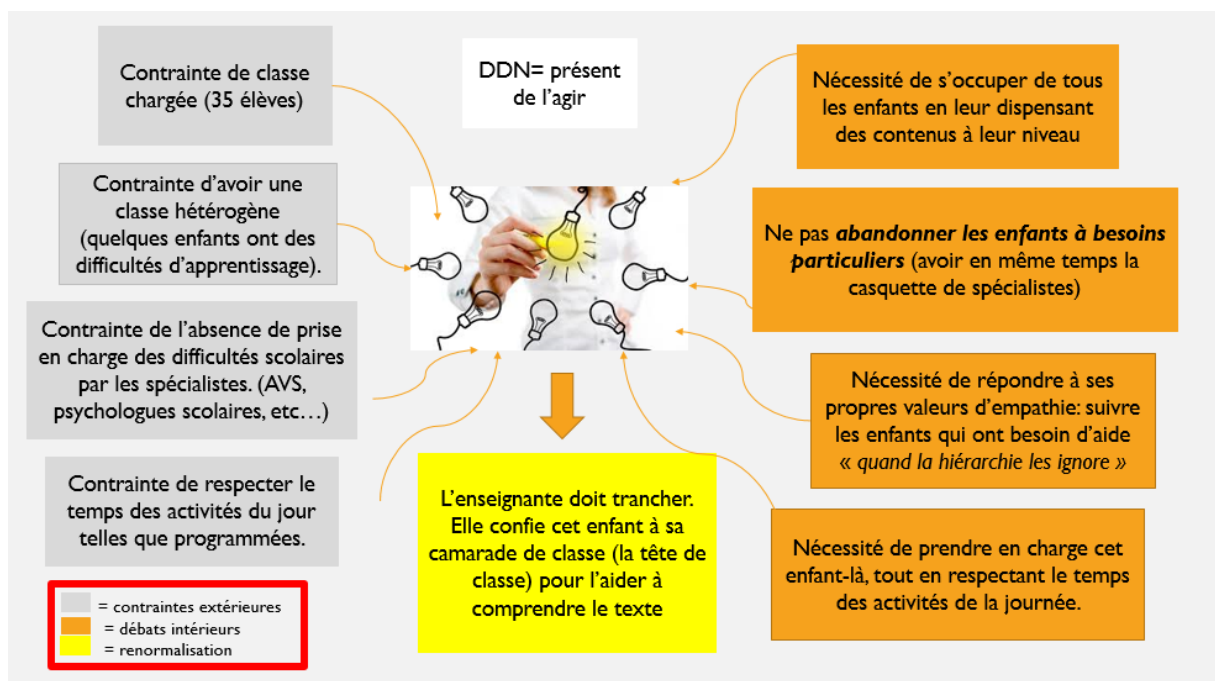 Contrainte de classe
chargée (35 élèves)
DDN= présent
de l'agir
Nécessité de s'occuper de tous
les enfants en leur dispensant
des contenus à leur niveau
Contrainte d'avoir une
classe hétérogène
(quelques enfants ont des
difficultés d'apprentissage).
Ne pas abandonner les enfants à besoins
particuliers (avoir en même temps la
casquette de spécialistes)
Contrainte de l'absence de prise
en charge des difficultés scolaires
par les spécialistes. (AVS,
psychologues scolaires, etc…)
Nécessité de répondre à ses
propres valeurs d'empathie: suivre
les enfants qui ont besoin d'aide
« quand la hiérarchie les ignore »
Contrainte de respecter le
temps des activités du jour
telles que programmées.
L'enseignante doit trancher.
Elle confie cet enfant à sa
camarade de classe (la tête de
classe) pour l'aider à
comprendre le texte
Nécessité de prendre en charge cet
enfant-là, tout en respectant le temps
des activités de la journée.
= contraintes extérieures
= débats intérieurs
= renormalisation